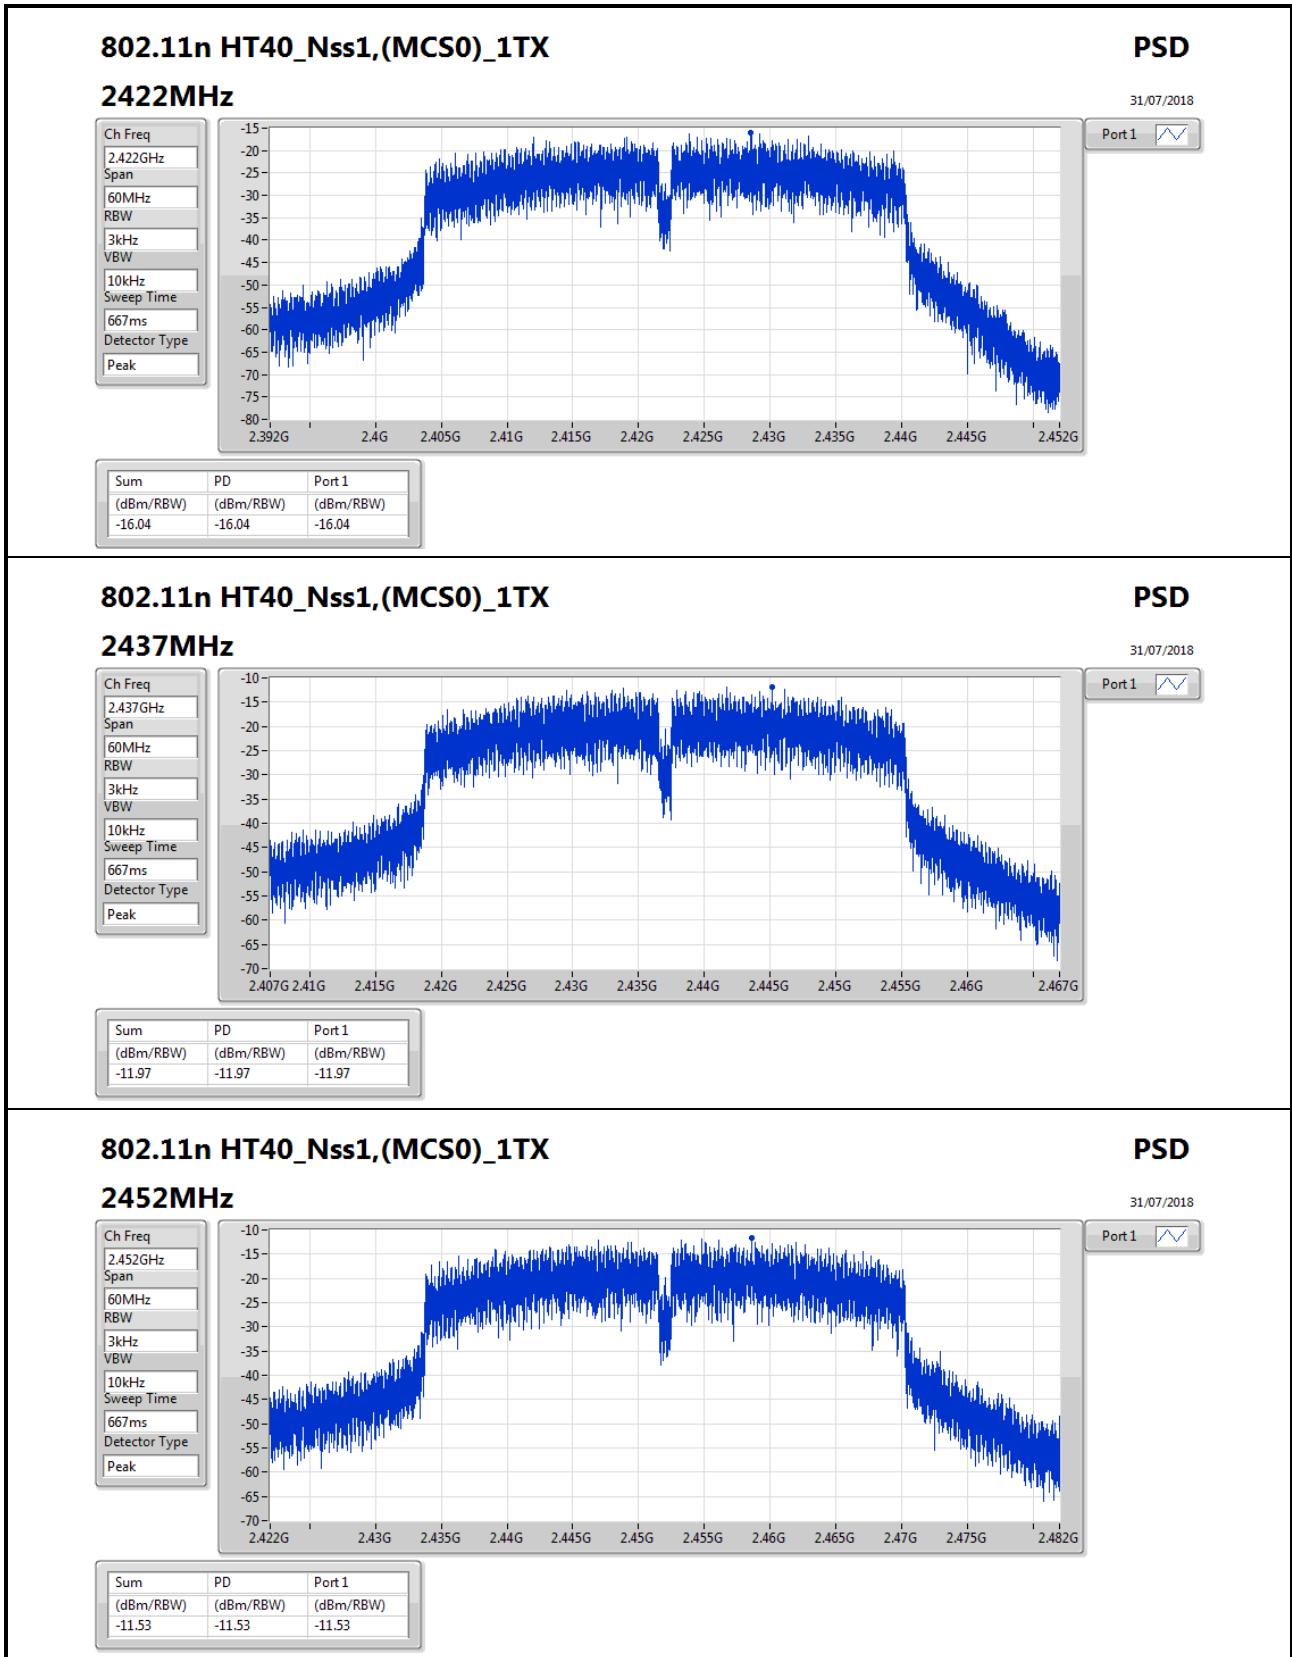 802.11n HT40_Nss1,(MCS0)_1TX PSD
2422MHz 31/07/2018
Ch Freq
2.422GHz
Span
60MHz
RBW
3kHz
VBW
10kHz
Sweep Time
667ms
Detector Type
Peak
-15
-20
-25
-30
-35
-40
-45
-50
-55
-60
-65
-70
-75
-80
2.392G 2.4G 2.405G 2.41G 2.415G 2.42G 2.425G 2.43G 2.435G 2.44G 2.445G 2.452G
Port 1
Sum PD Port 1
(dBm/RBW) (dBm/RBW) (dBm/RBW)
-16.04 -16.04 -16.04
802.11n HT40_Nss1,(MCS0)_1TX PSD
2437MHz 31/07/2018
Ch Freq
2.437GHz
Span
60MHz
RBW
3kHz
VBW
10kHz
Sweep Time
667ms
Detector Type
Peak
-10
-15
-20
-25
-30
-35
-40
-45
-50
-55
-60
-65
-70
2.407G 2.41G 2.415G 2.42G 2.425G 2.43G 2.435G 2.44G 2.445G 2.45G 2.455G 2.46G 2.467G
Port 1
Sum PD Port 1
(dBm/RBW) (dBm/RBW) (dBm/RBW)
-11.97 -11.97 -11.97
802.11n HT40_Nss1,(MCS0)_1TX PSD
2452MHz 31/07/2018
Ch Freq
2.452GHz
Span
60MHz
RBW
3kHz
VBW
10kHz
Sweep Time
667ms
Detector Type
Peak
-10
-15
-20
-25
-30
-35
-40
-45
-50
-55
-60
-65
-70
2.422G 2.43G 2.435G 2.44G 2.445G 2.45G 2.455G 2.46G 2.465G 2.47G 2.475G 2.482G
Port 1
Sum PD Port 1
(dBm/RBW) (dBm/RBW) (dBm/RBW)
-11.53 -11.53 -11.53